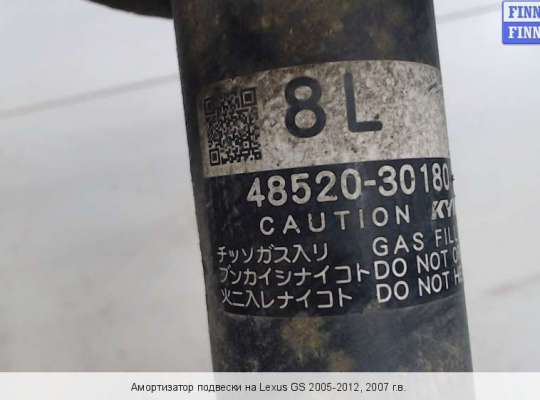 FINN
FINN
8L
48520-30180
CAUTION KY
チッソガス入リ GAS FILL
ブンカイシナイコト DO NOT O
火ニ入レナイコト DO NOT H
Амортизатор подвески на Lexus GS 2005-2012, 2007 г.в.